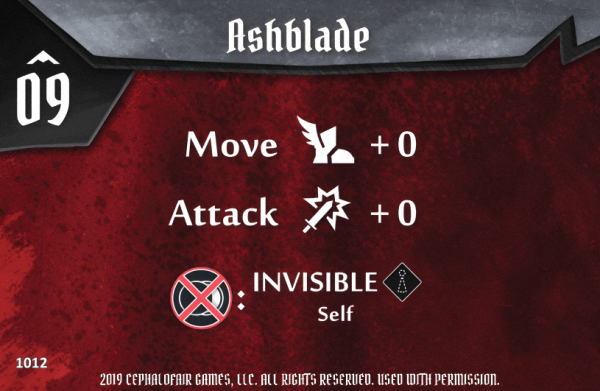 Ashblade
09
Move + 0
Attack + 0
: INVISIBLE
Self
1012
2019 CEPHALOFAIR GAMES, LLC. ALL RIGHTS RESERVED. USED WITH PERMISSION.